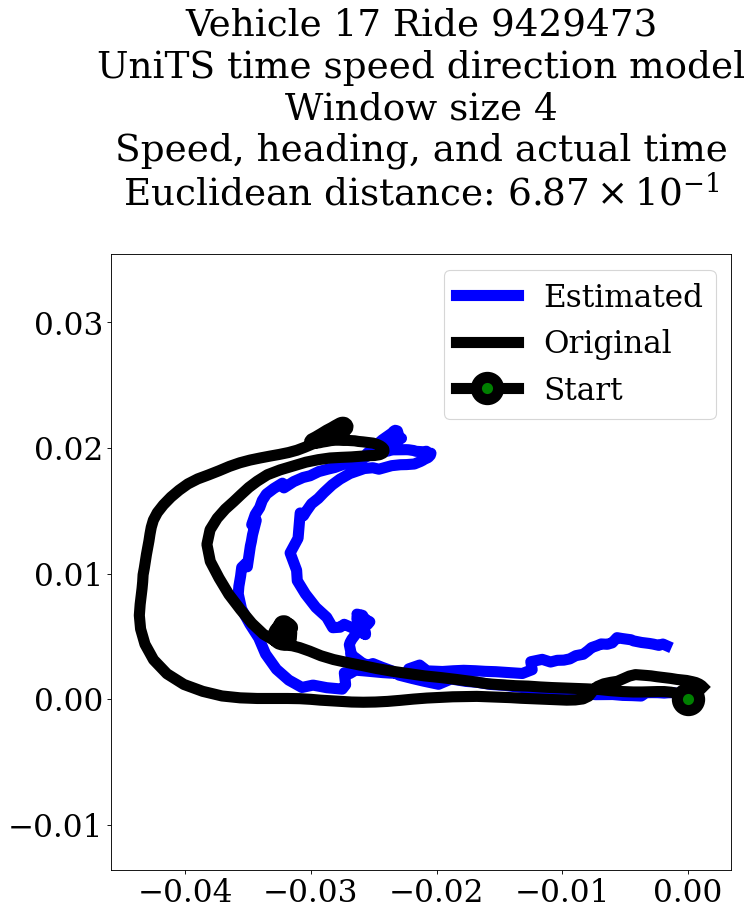 Vehicle 17 Ride 9429473
UniTS time speed direction model
Window size 4
Speed, heading, and actual time
Euclidean distance: 6.87 × 10⁻¹
Estimated
Original
Start
0.03
0.02
0.01
0.00
−0.01
−0.04 −0.03 −0.02 −0.01 0.00